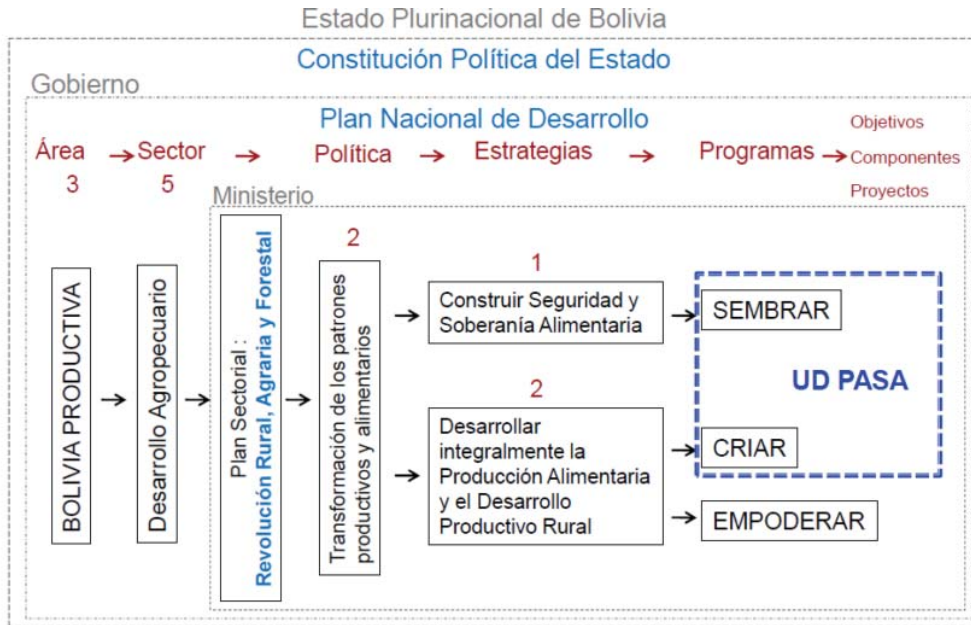 Estado Plurinacional de Bolivia
Constitución Política del Estado
Gobierno
Plan Nacional de Desarrollo
Área
Sector
Política
Estrategias
Programas
Objetivos
Componentes
Proyectos
3
5
Ministerio
BOLIVIA PRODUCTIVA
Desarrollo Agropecuario
Plan Sectorial :
Revolución Rural, Agraria y Forestal
2
Transformación de los patrones
productivos y alimentarios
1
Construir Seguridad y
Soberanía Alimentaria
2
Desarrollar
integralmente la
Producción Alimentaria
y el Desarrollo
Productivo Rural
SEMBRAR
UD PASA
CRIAR
EMPODERAR